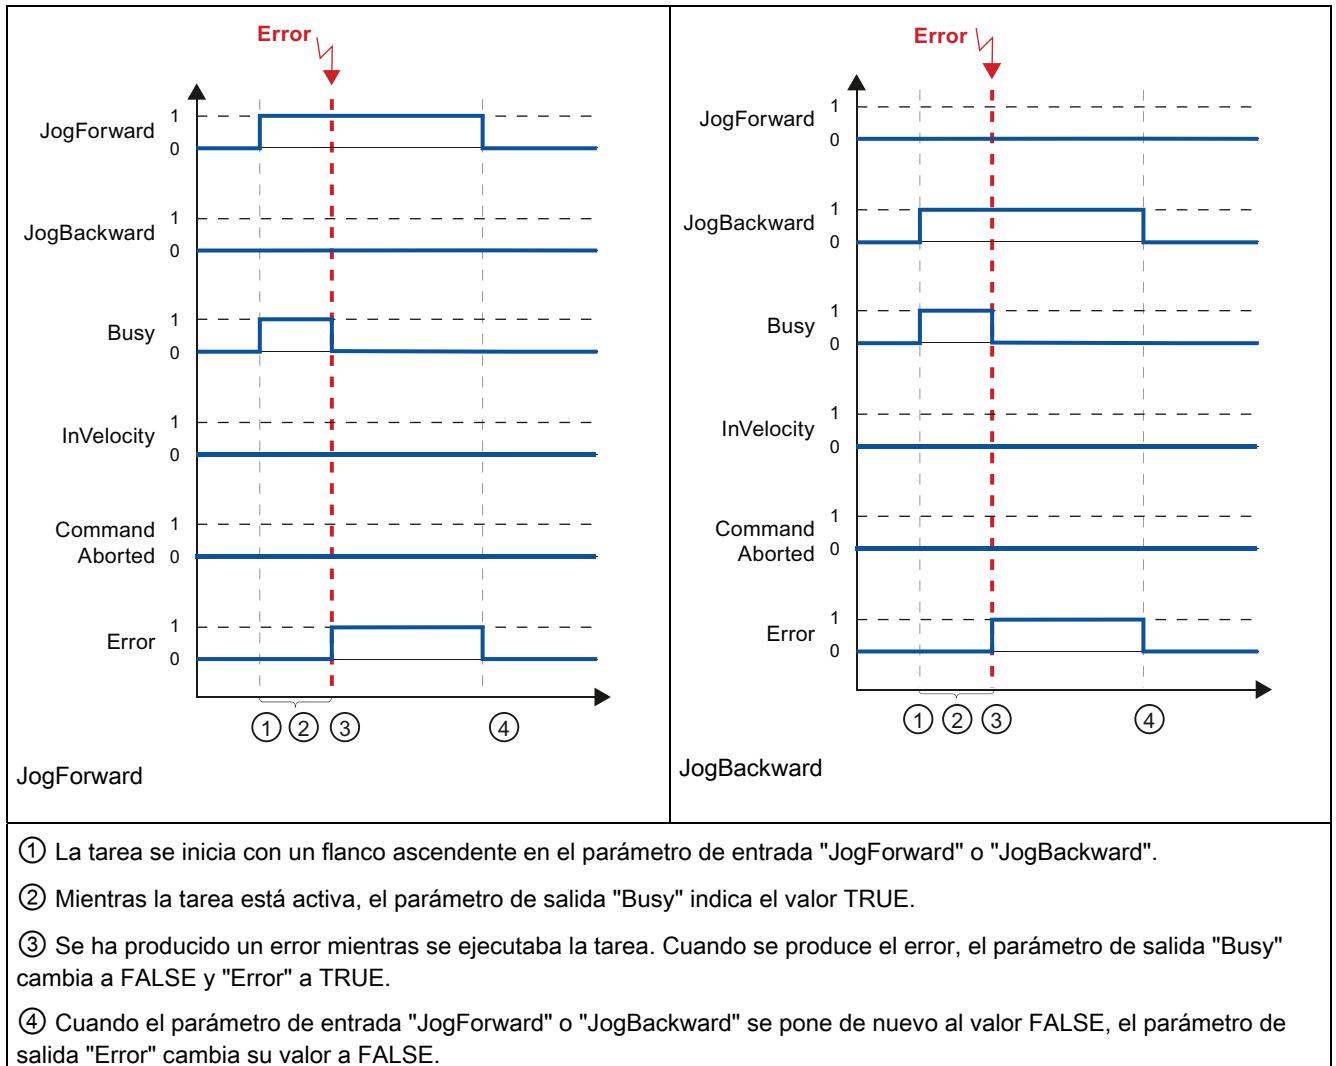 Error
1
JogForward
0
1
JogBackward
0
1
Busy
0
1
InVelocity
0
Command 1
Aborted 0
1
Error
0
① ② ③ ④
JogForward
Error
1
JogForward
0
1
JogBackward
0
1
Busy
0
1
InVelocity
0
1
Command
Aborted 0
1
Error
0
① ② ③ ④
JogBackward
① La tarea se inicia con un flanco ascendente en el parámetro de entrada "JogForward" o "JogBackward".
② Mientras la tarea está activa, el parámetro de salida "Busy" indica el valor TRUE.
③ Se ha producido un error mientras se ejecutaba la tarea. Cuando se produce el error, el parámetro de salida "Busy"
cambia a FALSE y "Error" a TRUE.
④ Cuando el parámetro de entrada "JogForward" o "JogBackward" se pone de nuevo al valor FALSE, el parámetro de
salida "Error" cambia su valor a FALSE.